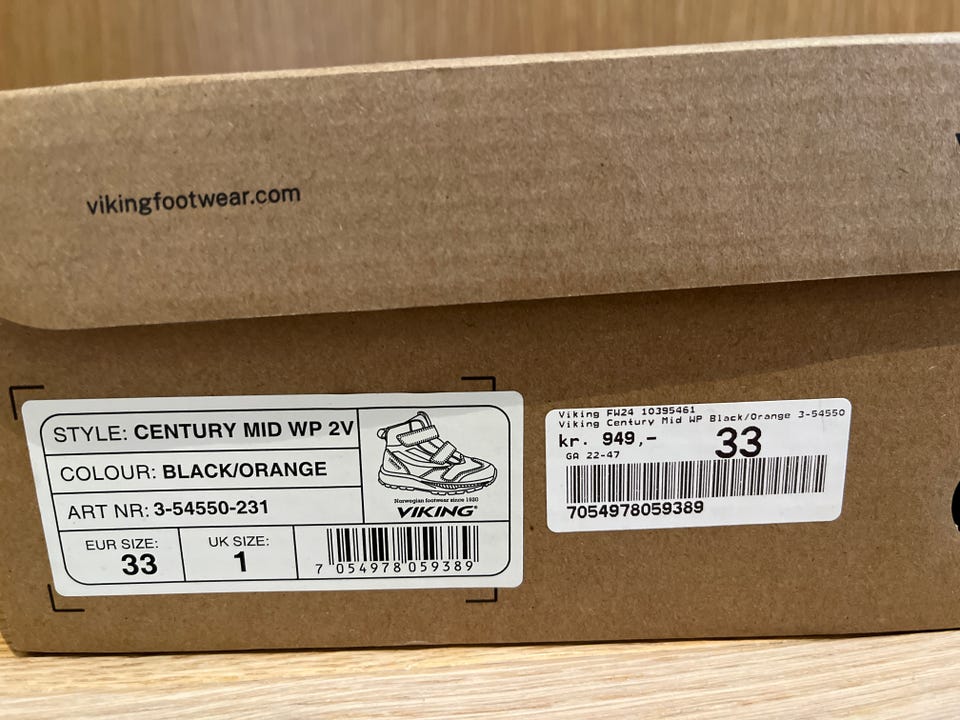 vikingfootwear.com
STYLE: CENTURY MID WP 2V
COLOUR: BLACK/ORANGE
ART NR: 3-54550-231
EUR SIZE:
33
UK SIZE:
1
Norwegian footwear since 1920
VIKING®
7 054978 059389
Viking FW24 10395461
Viking Century Mid WP Black/Orange 3-54550
kr. 949,-
33
GA 22-47
7054978059389